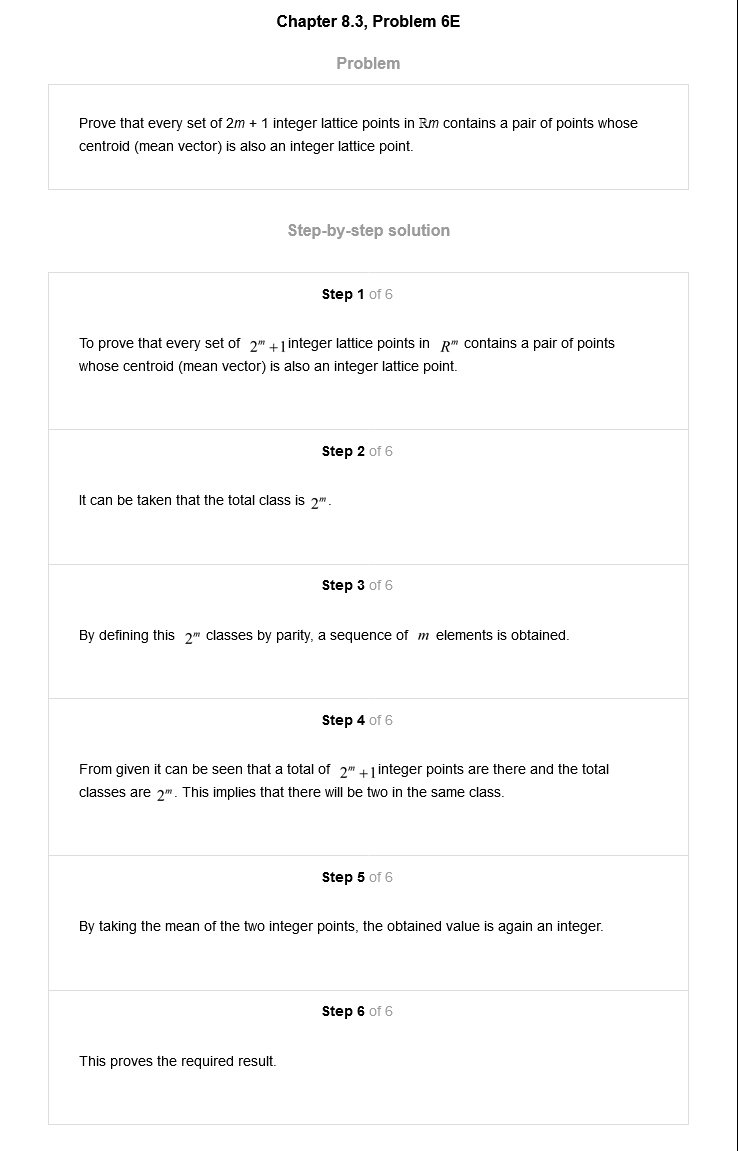 Chapter 8.3, Problem 6E
Problem
Prove that every set of 2m + 1 integer lattice points in ℝm contains a pair of points whose
centroid (mean vector) is also an integer lattice point.
Step-by-step solution
Step 1 of 6
To prove that every set of 2^m +1 integer lattice points in R^m contains a pair of points
whose centroid (mean vector) is also an integer lattice point.
Step 2 of 6
It can be taken that the total class is 2^m.
Step 3 of 6
By defining this 2^m classes by parity, a sequence of m elements is obtained.
Step 4 of 6
From given it can be seen that a total of 2^m +1 integer points are there and the total
classes are 2^m. This implies that there will be two in the same class.
Step 5 of 6
By taking the mean of the two integer points, the obtained value is again an integer.
Step 6 of 6
This proves the required result.